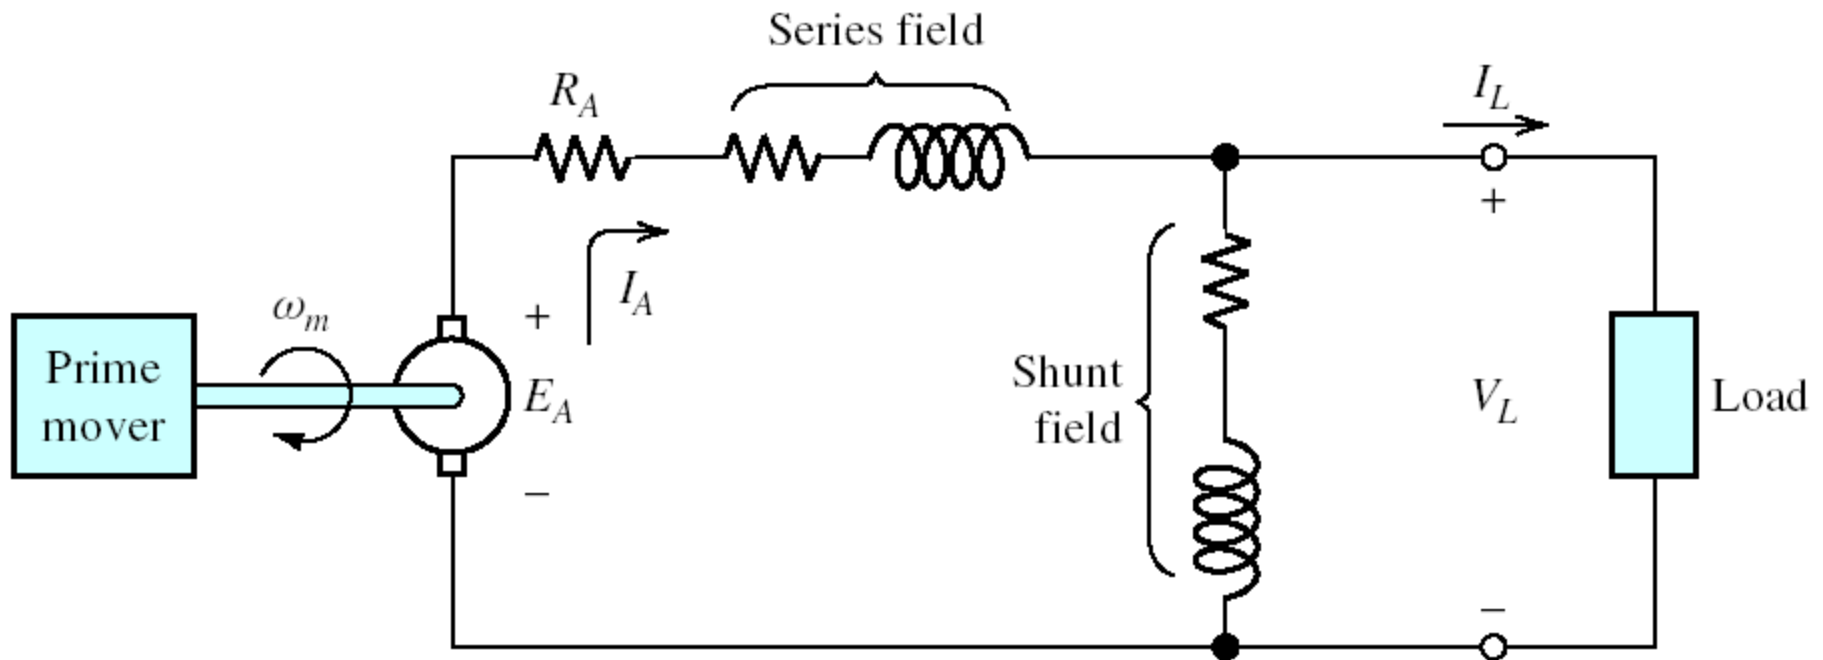 Series field
R_A
I_L
+
I_A
ω_m
+
Prime
mover
E_A
Shunt
field
V_L
Load
−
−